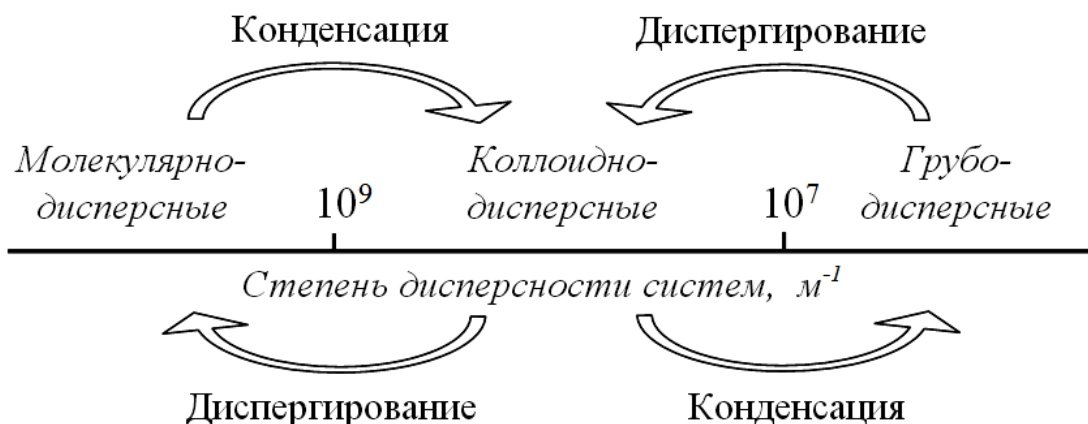 Конденсация Диспергирование
Молекулярно- Коллоидно- Грубо-
дисперсные 10⁹ дисперсные 10⁷ дисперсные
Степень дисперсности систем, м⁻¹
Диспергирование Конденсация